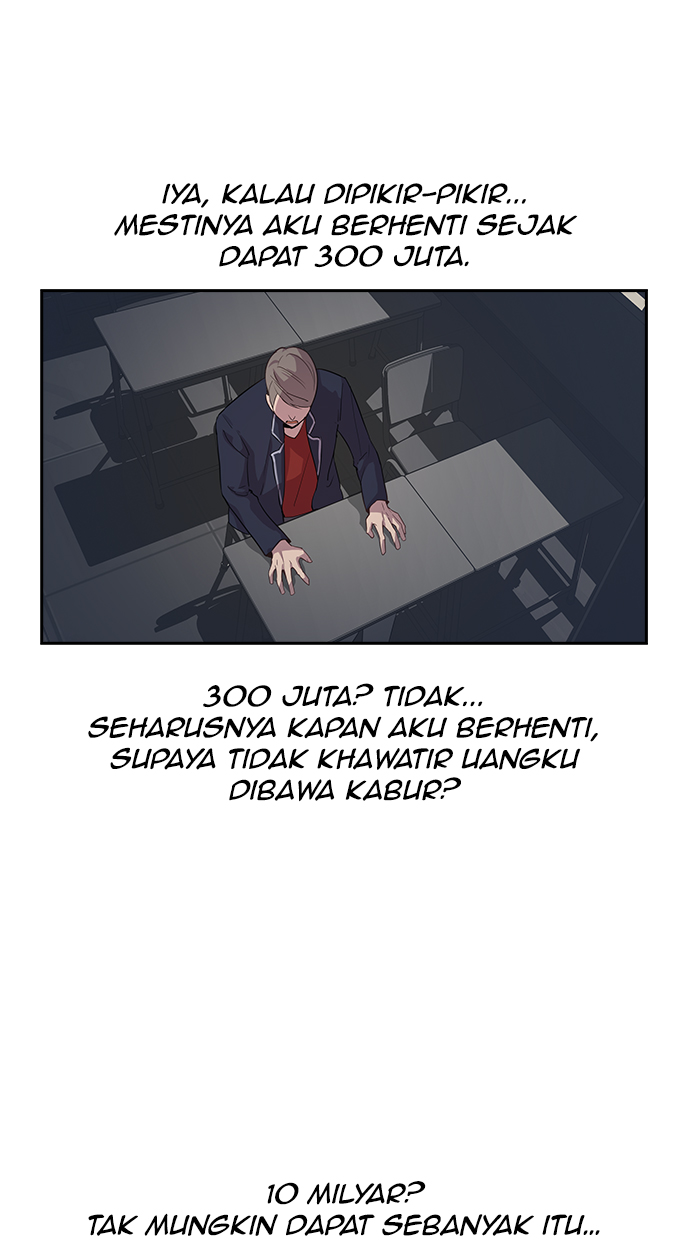 IYA, KALAU DIPIKIR-PIKIR...
MESTINYA AKU BERHENTI SEJAK
DAPAT 300 JUTA.
300 JUTA? TIDAK...
SEHARUSNYA KAPAN AKU BERHENTI,
SUPAYA TIDAK KHAWATIR UANGKU
DIBAWA KABUR?
10 MILYAR?
TAK MUNGKIN DAPAT SEBANYAK ITU...